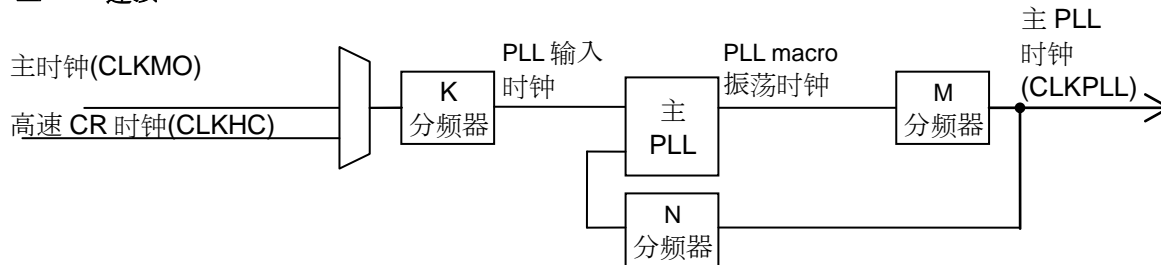 主时钟(CLKMO)
高速 CR 时钟(CLKHC)
K
分频器
PLL 输入
时钟
主
PLL
N
分频器
PLL macro
振荡时钟
M
分频器
主 PLL
时钟
(CLKPLL)